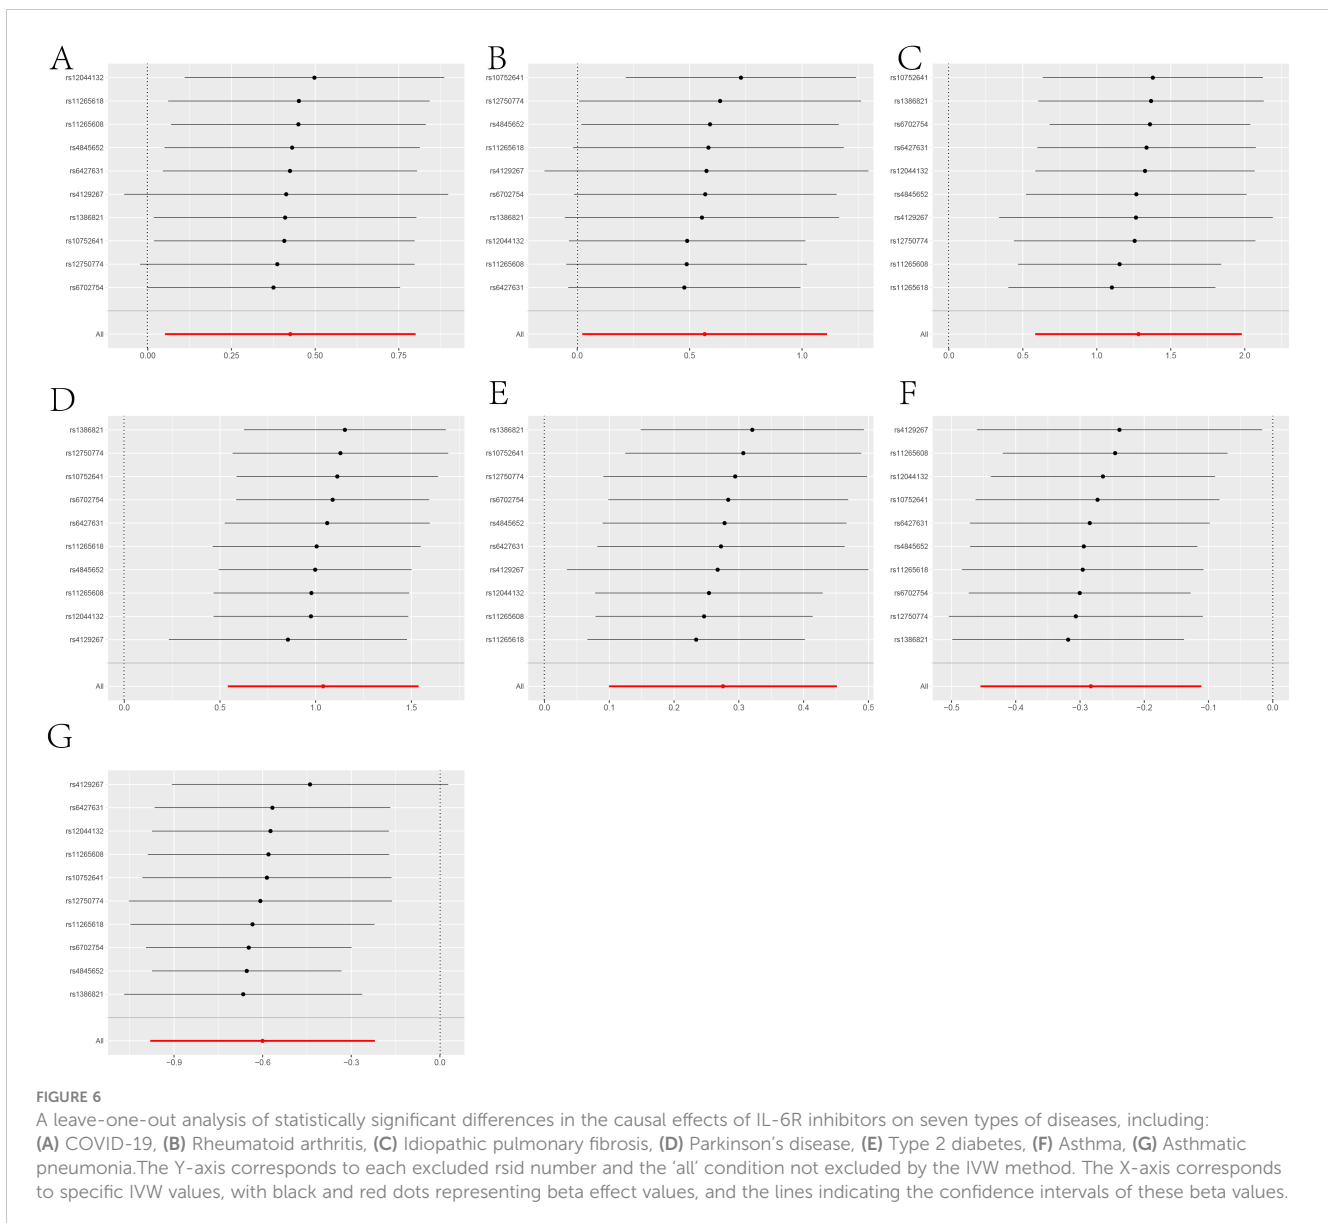 A
rs12044132
rs11265618
rs11265608
rs4845652
rs6427631
rs4129267
rs1386821
rs10752641
rs12750774
rs6702754
All
0.00 0.25 0.50 0.75
B
rs10752641
rs12750774
rs4845652
rs11265618
rs4129267
rs6702754
rs1386821
rs12044132
rs11265608
rs6427631
All
0.0 0.5 1.0
C
rs10752641
rs1386821
rs6702754
rs6427631
rs12044132
rs4845652
rs4129267
rs12750774
rs11265608
rs11265618
All
0.0 0.5 1.0 1.5 2.0
D
rs1386821
rs12750774
rs10752641
rs6702754
rs6427631
rs11265618
rs4845652
rs11265608
rs12044132
rs4129267
All
0.0 0.5 1.0 1.5
E
rs1386821
rs10752641
rs12750774
rs6702754
rs4845652
rs6427631
rs4129267
rs12044132
rs11265608
rs11265618
All
0.0 0.1 0.2 0.3 0.4 0.5
F
rs4129267
rs11265608
rs12044132
rs10752641
rs6427631
rs4845652
rs11265618
rs6702754
rs12750774
rs1386821
All
−0.5 −0.4 −0.3 −0.2 −0.1 0.0
G
rs4129267
rs6427631
rs12044132
rs11265608
rs10752641
rs12750774
rs11265618
rs6702754
rs4845652
rs1386821
All
−0.9 −0.6 −0.3 0.0
FIGURE 6
A leave-one-out analysis of statistically significant differences in the causal effects of IL-6R inhibitors on seven types of diseases, including:
(A) COVID-19, (B) Rheumatoid arthritis, (C) Idiopathic pulmonary fibrosis, (D) Parkinson’s disease, (E) Type 2 diabetes, (F) Asthma, (G) Asthmatic
pneumonia.The Y-axis corresponds to each excluded rsid number and the ‘all’ condition not excluded by the IVW method. The X-axis corresponds
to specific IVW values, with black and red dots representing beta effect values, and the lines indicating the confidence intervals of these beta values.